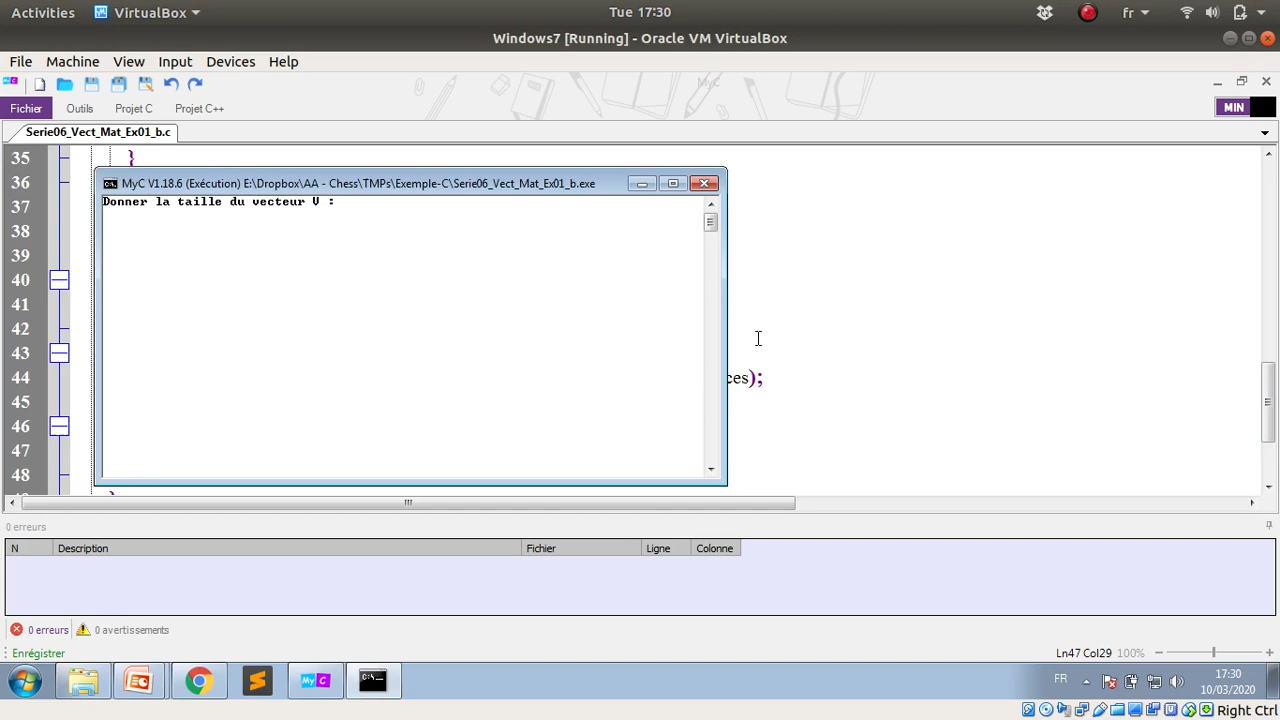 Activities VirtualBox Tue 17:30 fr
Windows7 [Running] - Oracle VM VirtualBox
File Machine View Input Devices Help
MyC
Fichier Outils Projet C Projet C++ MIN
Serie06_Vect_Mat_Ex01_b.c
35 }
36
MyC V1.18.6 (Exécution) E:\Dropbox\AA - Chess\TMPs\Exemple-C\Serie06_Vect_Mat_Ex01_b.exe
Donner la taille du vecteur V :
37
38
39
40
41
42
43
44 ces);
45
46
47
48
0 erreurs
N Description Fichier Ligne Colonne
0 erreurs 0 avertissements
Enrégistrer Ln47 Col29 100%
MyC FR 17:30
10/03/2020
Right Ctrl